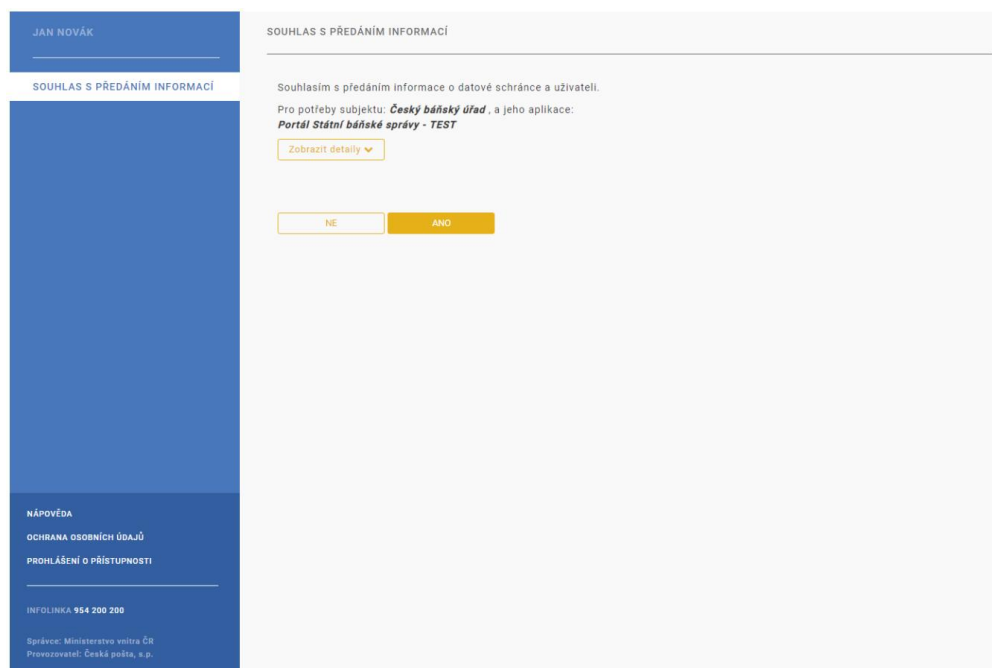 JAN NOVÁK
SOUHLAS S PŘEDÁNÍM INFORMACÍ
SOUHLAS S PŘEDÁNÍM INFORMACÍ
Souhlasím s předáním informace o datové schránce a uživateli.
Pro potřeby subjektu: Český báňský úřad , a jeho aplikace:
Portál Státní báňské správy - TEST
Zobrazit detaily
NE
ANO
NÁPOVĚDA
OCHRANA OSOBNÍCH ÚDAJŮ
PROHLÁŠENÍ O PŘÍSTUPNOSTI
INFOLINKA 954 200 200
Správce: Ministerstvo vnitra ČR
Provozovatel: Česká pošta, s.p.